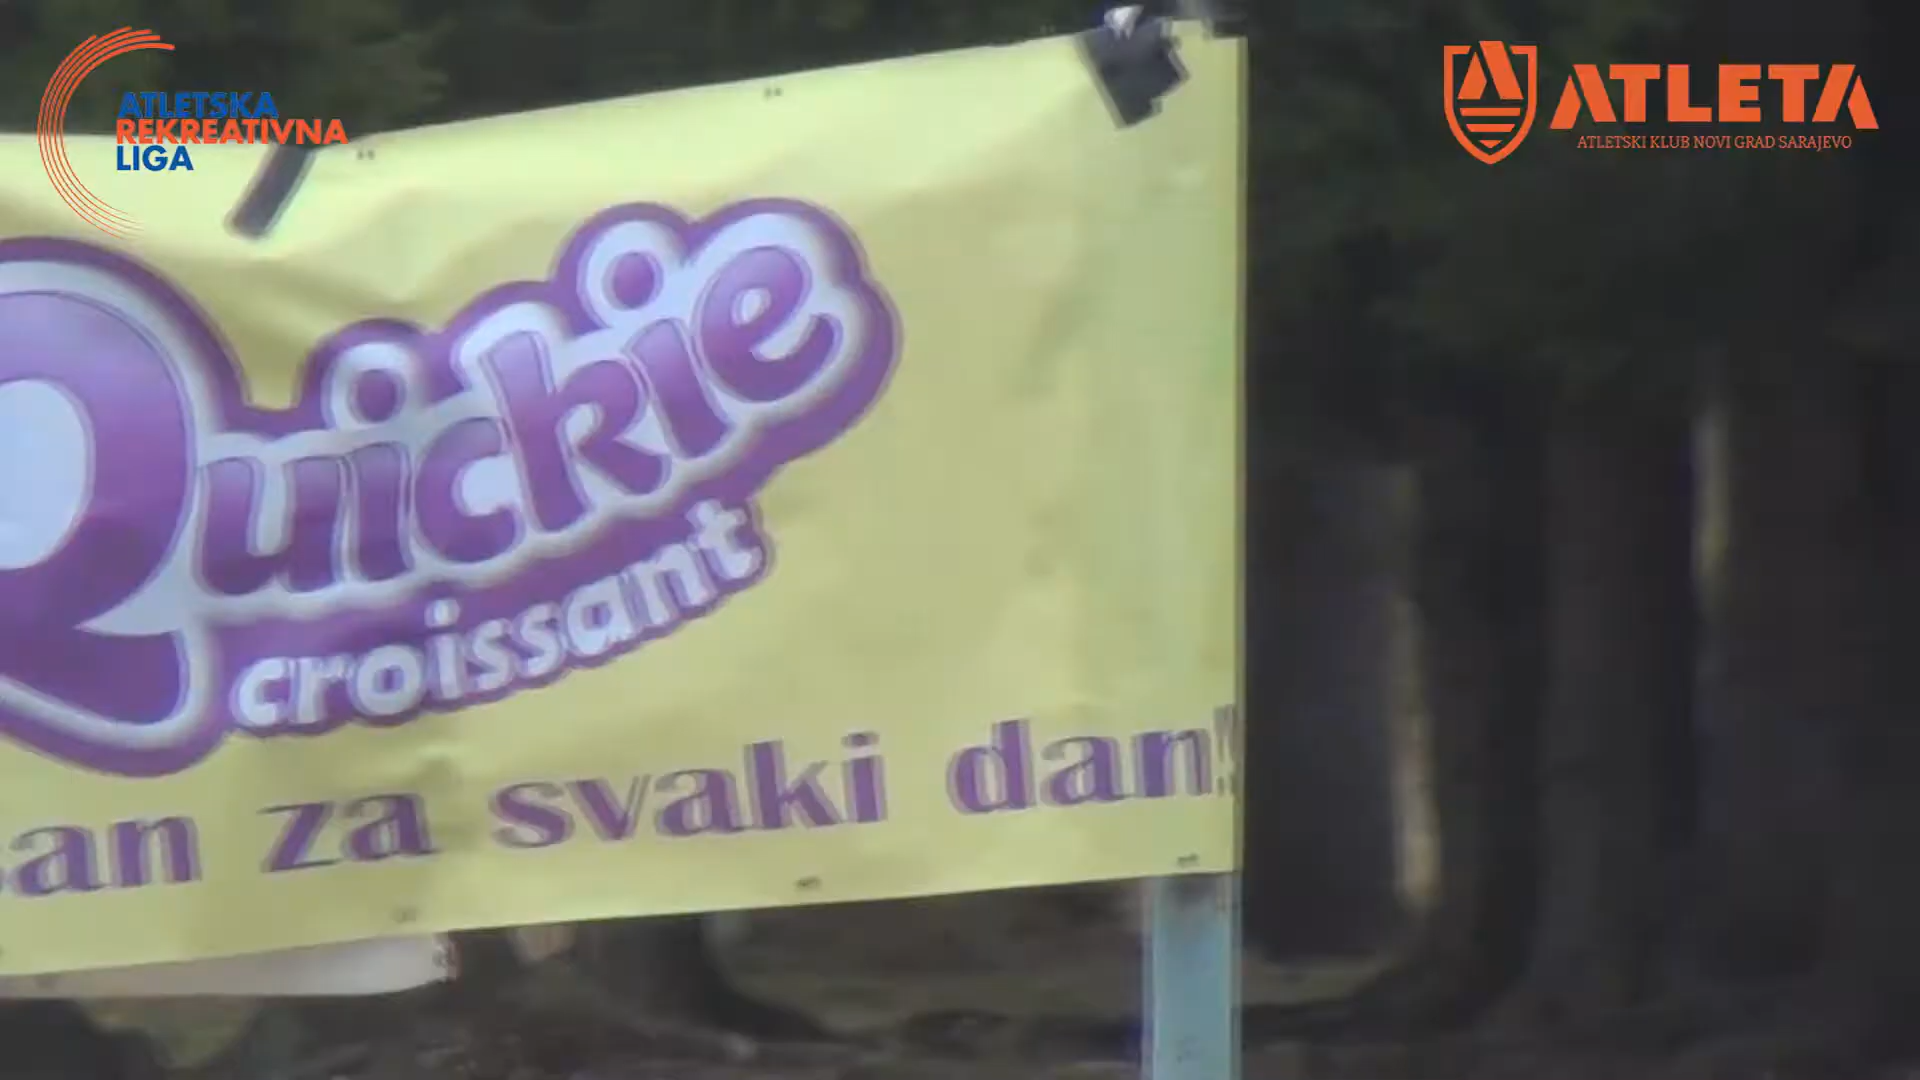 ATLETSKA
REKREATIVNA
LIGA
ATLETA
ATLETSKI KLUB NOVI GRAD SARAJEVO
Quickie
croissant
za svaki dan!